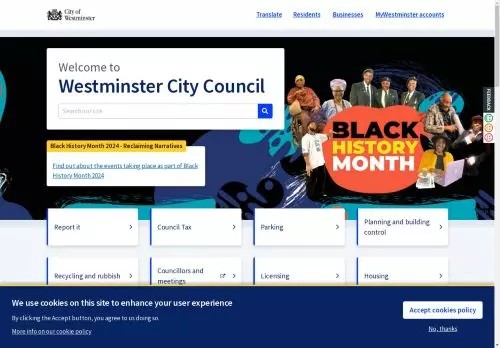 City of
Westminster
Translate
Residents
Businesses
MyWestminster accounts
Welcome to
Westminster City Council
Search our site
FEEDBACK
BLACK
HISTORY
MONTH
Black History Month 2024 - Reclaiming Narratives
Find out about the events taking place as part of Black
History Month 2024
Report it
Council Tax
Parking
Planning and building
control
Recycling and rubbish
Councillors and
meetings
Licensing
Housing
We use cookies on this site to enhance your user experience
By clicking the Accept button, you agree to us doing so.
More info on our cookie policy
Accept cookies policy
No, thanks